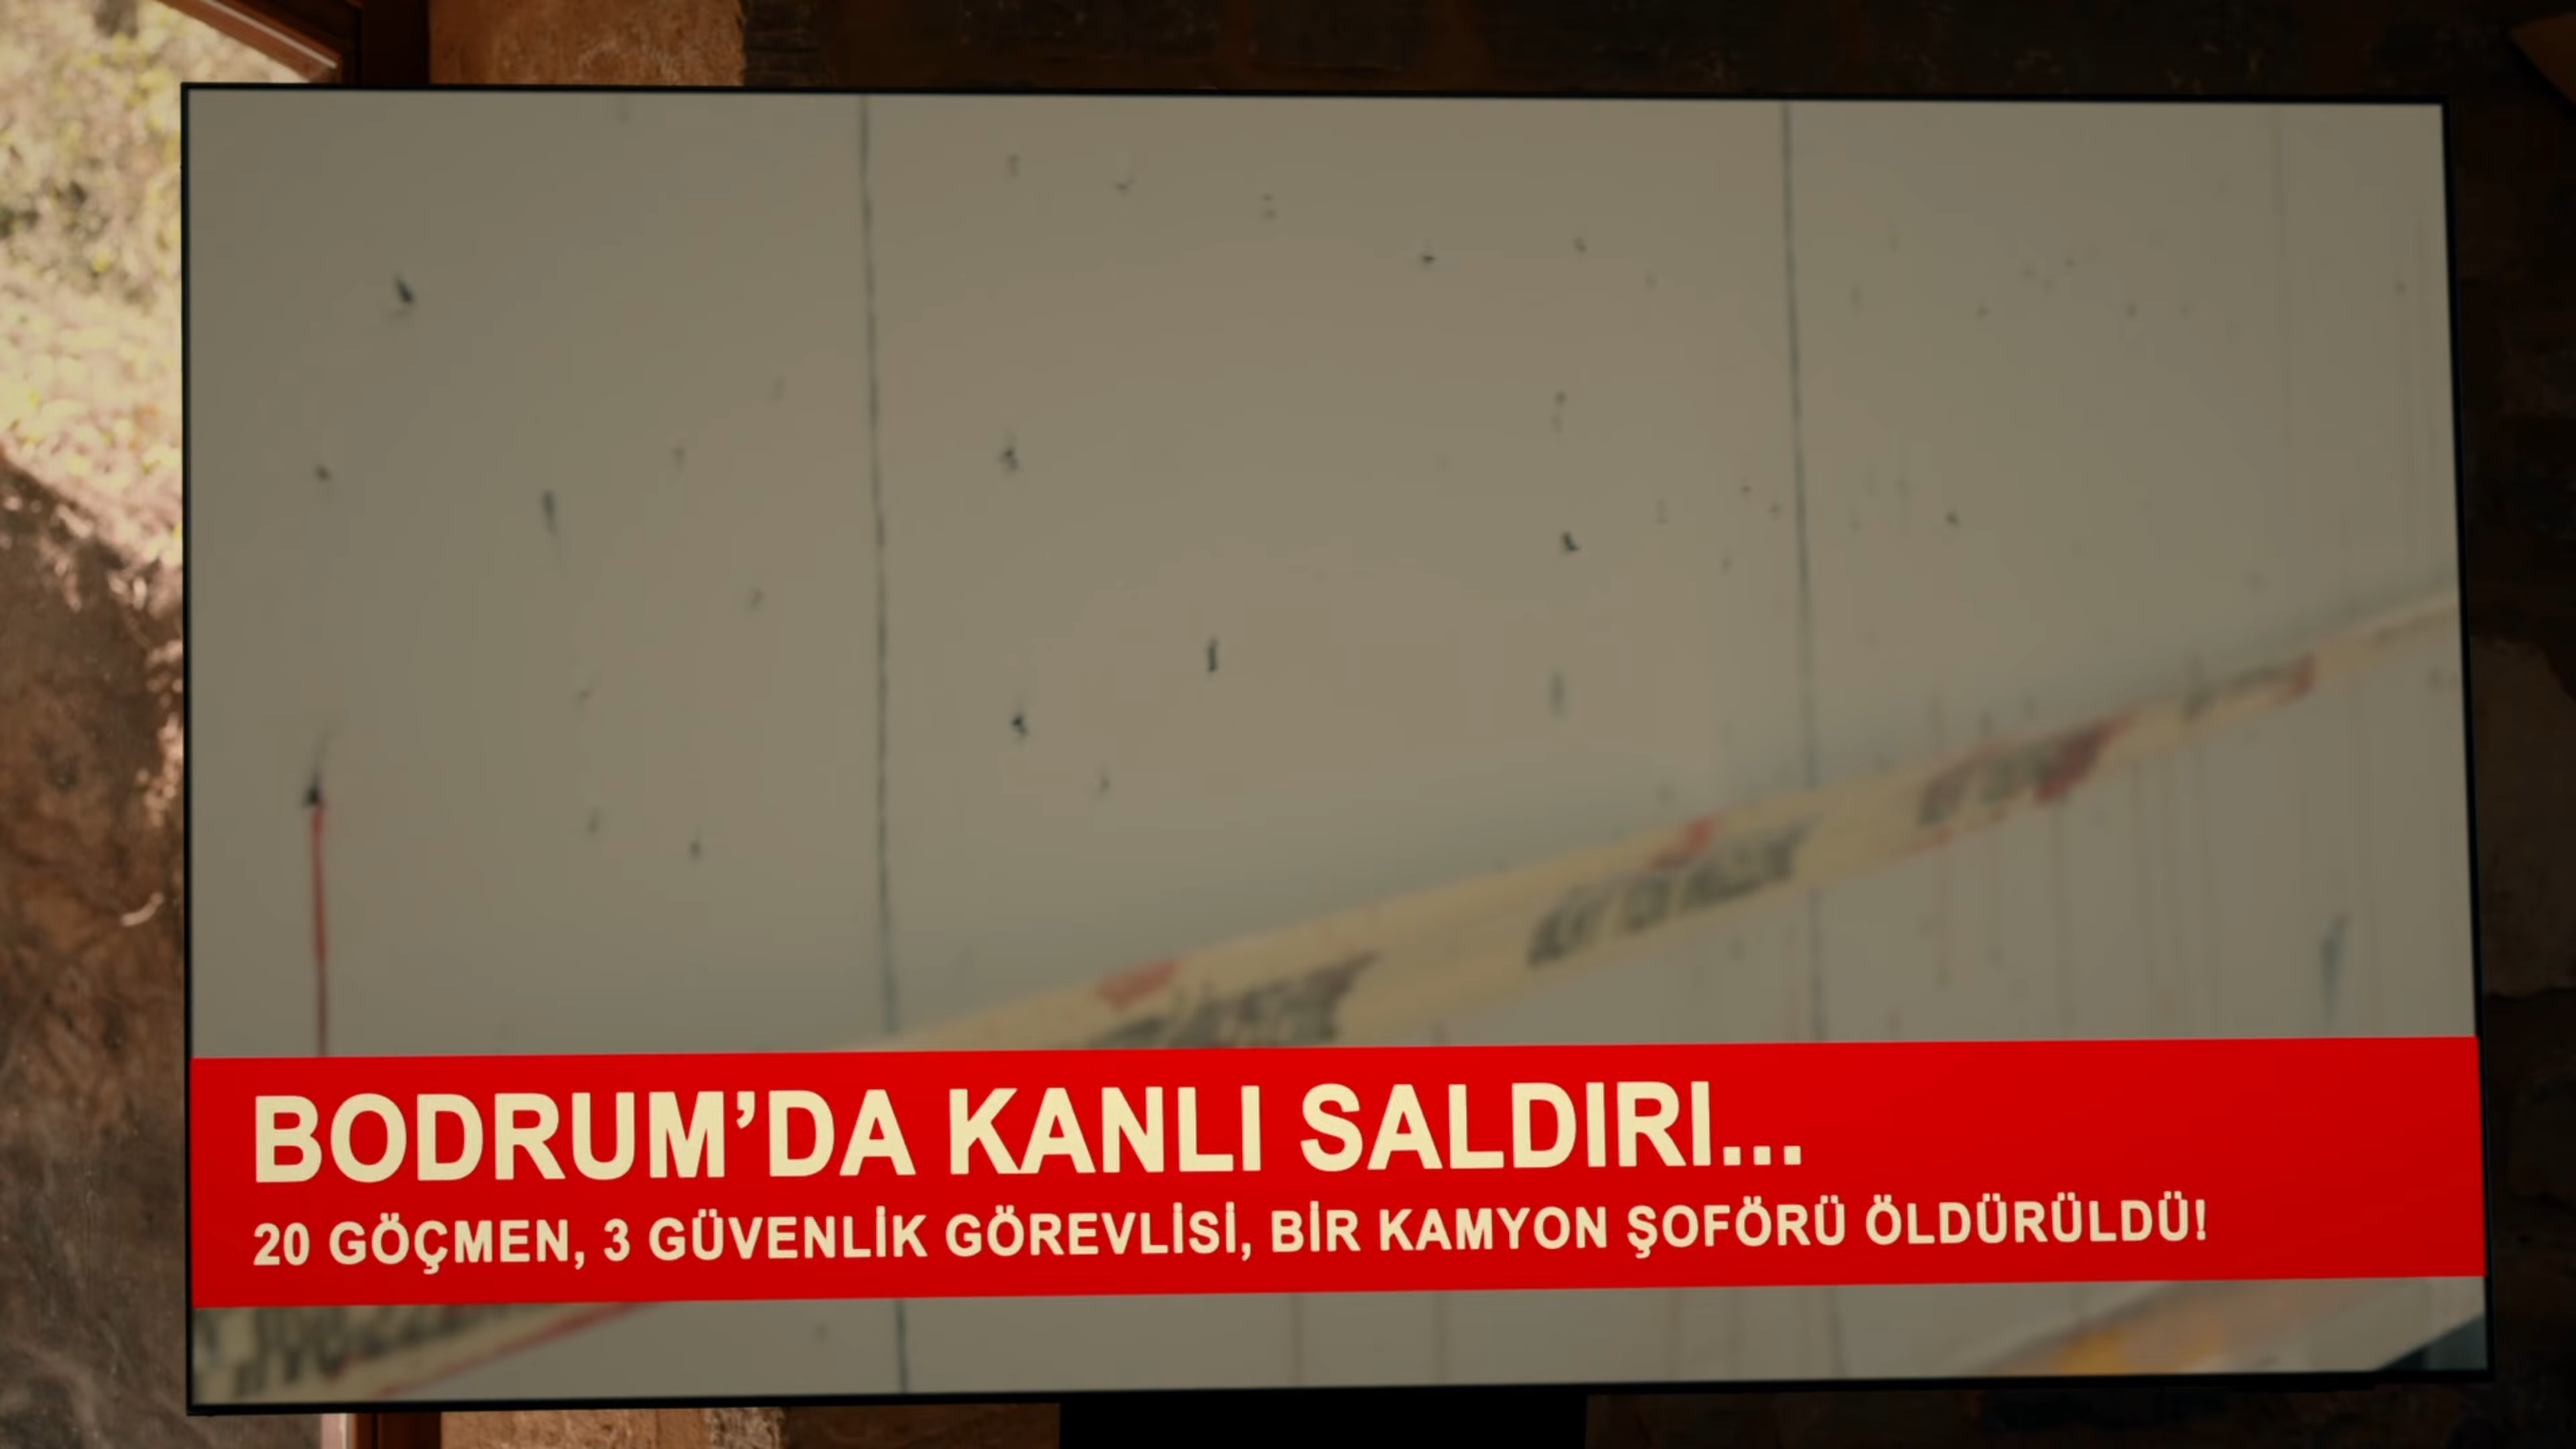 BODRUM'DA KANLI SALDIRI...
20 GÖÇMEN, 3 GÜVENLİK GÖREVLİSİ, BİR KAMYON ŞOFÖRÜ ÖLDÜRÜLDÜ!